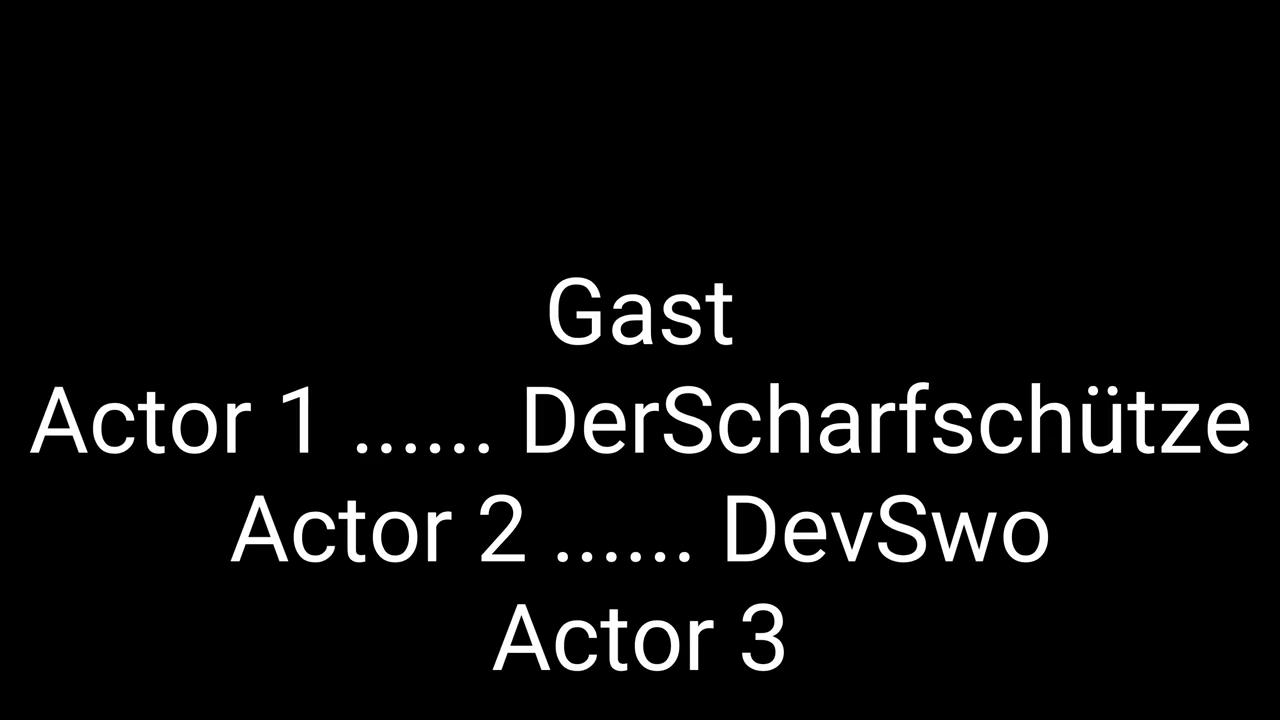 Gast
Actor 1 ...... DerScharfschütze
Actor 2 ...... DevSwo
Actor 3